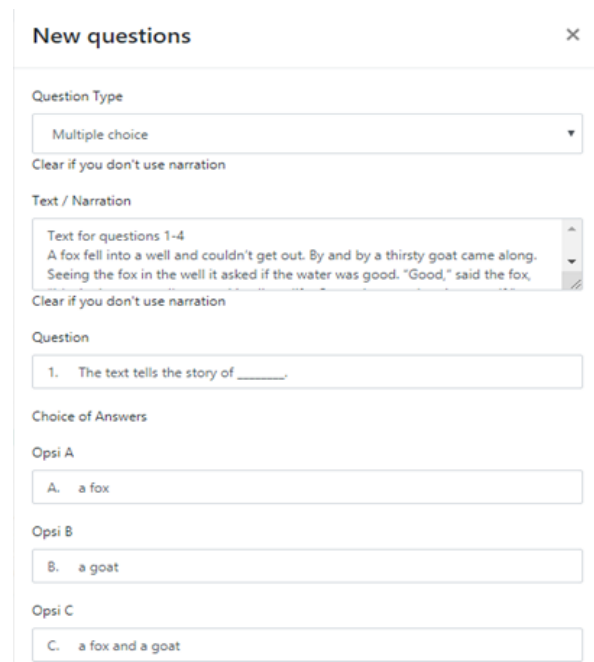 New questions ×
Question Type
Multiple choice
Clear if you don't use narration
Text / Narration
Text for questions 1-4
A fox fell into a well and couldn't get out. By and by a thirsty goat came along.
Seeing the fox in the well it asked if the water was good. "Good," said the fox,
Clear if you don't use narration
Question
1. The text tells the story of ________.
Choice of Answers
Opsi A
A. a fox
Opsi B
B. a goat
Opsi C
C. a fox and a goat